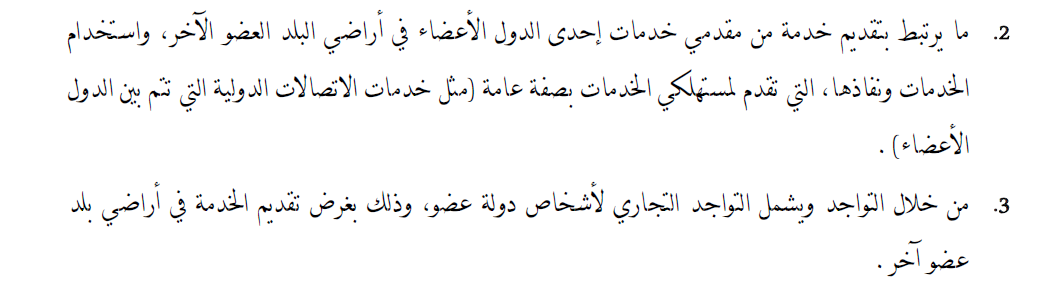 2. ما يرتبط بتقديم خدمة من مقدمي خدمات إحدى الدول الأعضاء في أراضي البلد العضو الآخر، واستخدام
الخدمات ونفاذها، التي تقدم لمستهلكي الخدمات بصفة عامة (مثل خدمات الاتصالات الدولية التي تتم بين الدول
الأعضاء) .
3. من خلال التواجد ويشمل التواجد التجاري لأشخاص دولة عضو، وذلك بغرض تقديم الخدمة في أراضي بلد
عضو آخر .